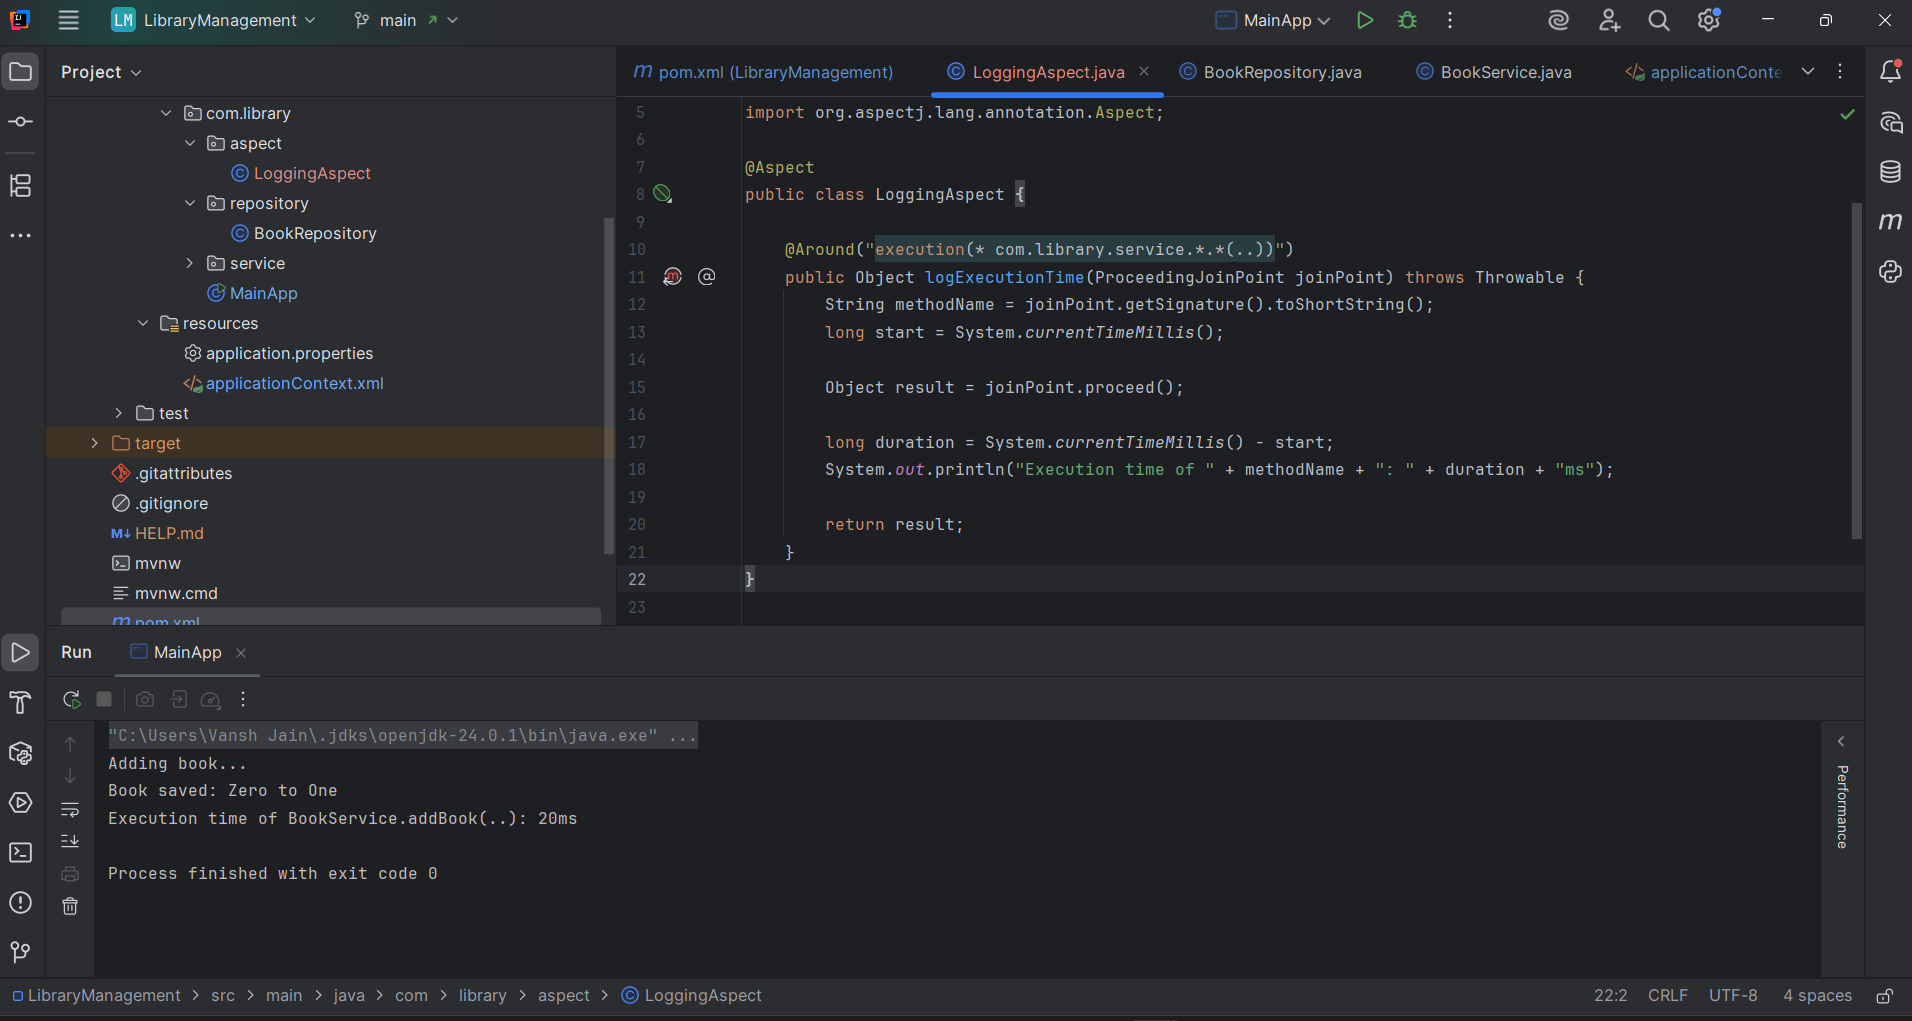 LM LibraryManagement main MainApp
Project
com.library
aspect
LoggingAspect
repository
BookRepository
service
MainApp
resources
application.properties
applicationContext.xml
test
target
.gitattributes
.gitignore
HELP.md
mvnw
mvnw.cmd
pom.xml
pom.xml (LibraryManagement) LoggingAspect.java BookRepository.java BookService.java applicationConte
5 import org.aspectj.lang.annotation.Aspect;
6
7 @Aspect
8 public class LoggingAspect {
9
10 @Around("execution(* com.library.service.*.*(..))")
11 public Object logExecutionTime(ProceedingJoinPoint joinPoint) throws Throwable {
12 String methodName = joinPoint.getSignature().toShortString();
13 long start = System.currentTimeMillis();
14
15 Object result = joinPoint.proceed();
16
17 long duration = System.currentTimeMillis() - start;
18 System.out.println("Execution time of " + methodName + ": " + duration + "ms");
19
20 return result;
21 }
22 }
23
Run MainApp
"C:\Users\Vansh Jain\.jdks\openjdk-24.0.1\bin\java.exe" ...
Adding book...
Book saved: Zero to One
Execution time of BookService.addBook(..): 20ms
Process finished with exit code 0
Performance
LibraryManagement > src > main > java > com > library > aspect > LoggingAspect 22:2 CRLF UTF-8 4 spaces